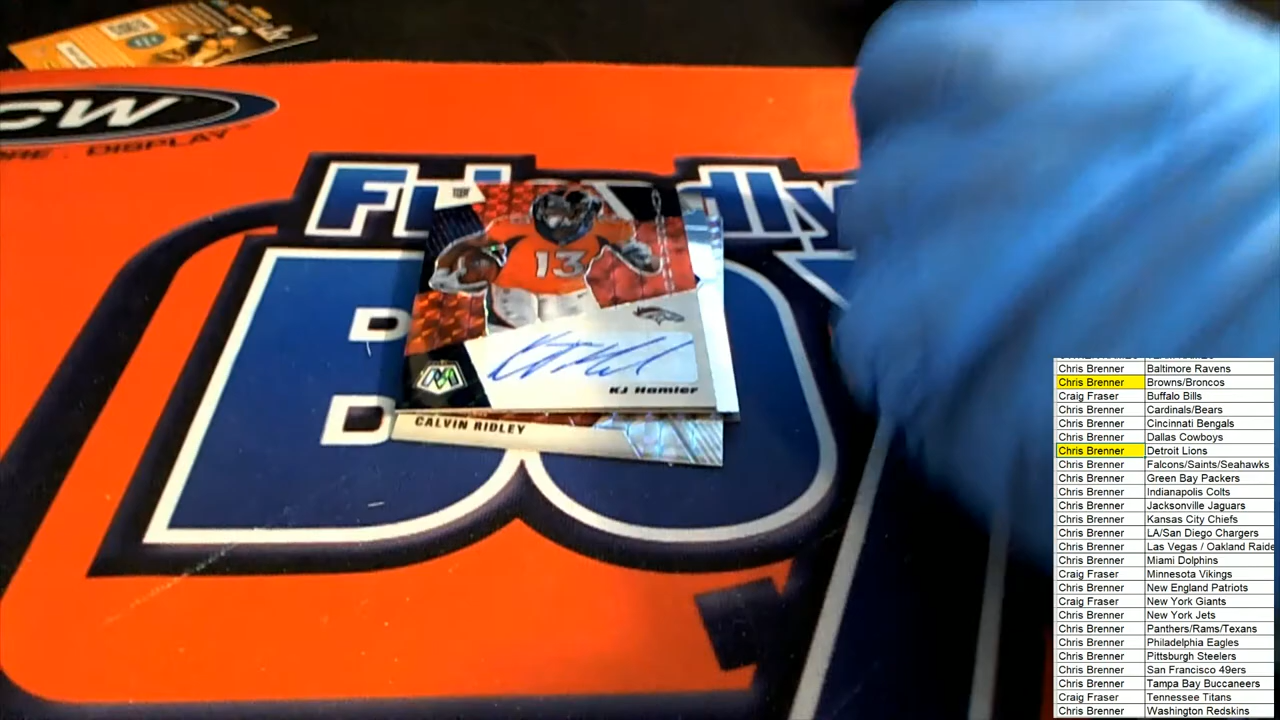 CW
DISPLAY
Friendly
BO
13
KJ Hamler
CALVIN RIDLEY
Chris Brenner Baltimore Ravens
Chris Brenner Browns/Broncos
Craig Fraser Buffalo Bills
Chris Brenner Cardinals/Bears
Chris Brenner Cincinnati Bengals
Chris Brenner Dallas Cowboys
Chris Brenner Detroit Lions
Chris Brenner Falcons/Saints/Seahawks
Chris Brenner Green Bay Packers
Chris Brenner Indianapolis Colts
Chris Brenner Jacksonville Jaguars
Chris Brenner Kansas City Chiefs
Chris Brenner LA/San Diego Chargers
Chris Brenner Las Vegas / Oakland Raide
Chris Brenner Miami Dolphins
Craig Fraser Minnesota Vikings
Chris Brenner New England Patriots
Craig Fraser New York Giants
Chris Brenner New York Jets
Chris Brenner Panthers/Rams/Texans
Chris Brenner Philadelphia Eagles
Chris Brenner Pittsburgh Steelers
Chris Brenner San Francisco 49ers
Chris Brenner Tampa Bay Buccaneers
Craig Fraser Tennessee Titans
Chris Brenner Washington Redskins